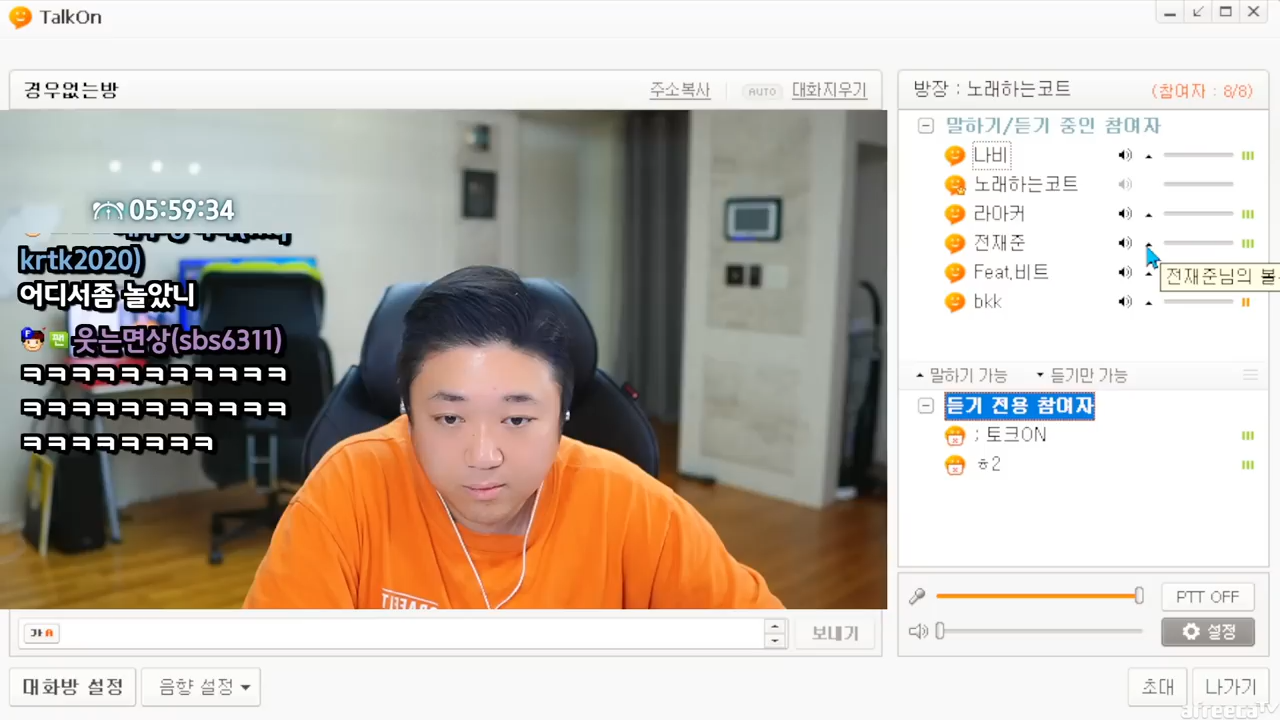 TalkOn
경우없는방
주소복사
AUTO
대화지우기
05:59:34
krtk2020)
어디서좀 놀았니
팬 웃는면상(sbs6311)
ㅋㅋㅋㅋㅋㅋㅋㅋㅋㅋㅋ
ㅋㅋㅋㅋㅋㅋㅋㅋㅋㅋㅋ
ㅋㅋㅋㅋㅋㅋㅋㅋ
방장 : 노래하는코트 (참여자 : 8/8)
말하기/듣기 중인 참여자
나비
노래하는코트
라아커
전재준
전재준님의 볼
Feat.비트
bkk
말하기 가능
듣기만 가능
듣기 전용 참여자
; 토크ON
ㅎ2
PTT OFF
설정
가A
보내기
대화방 설정
음향 설정
초대
나가기
afreecaTV